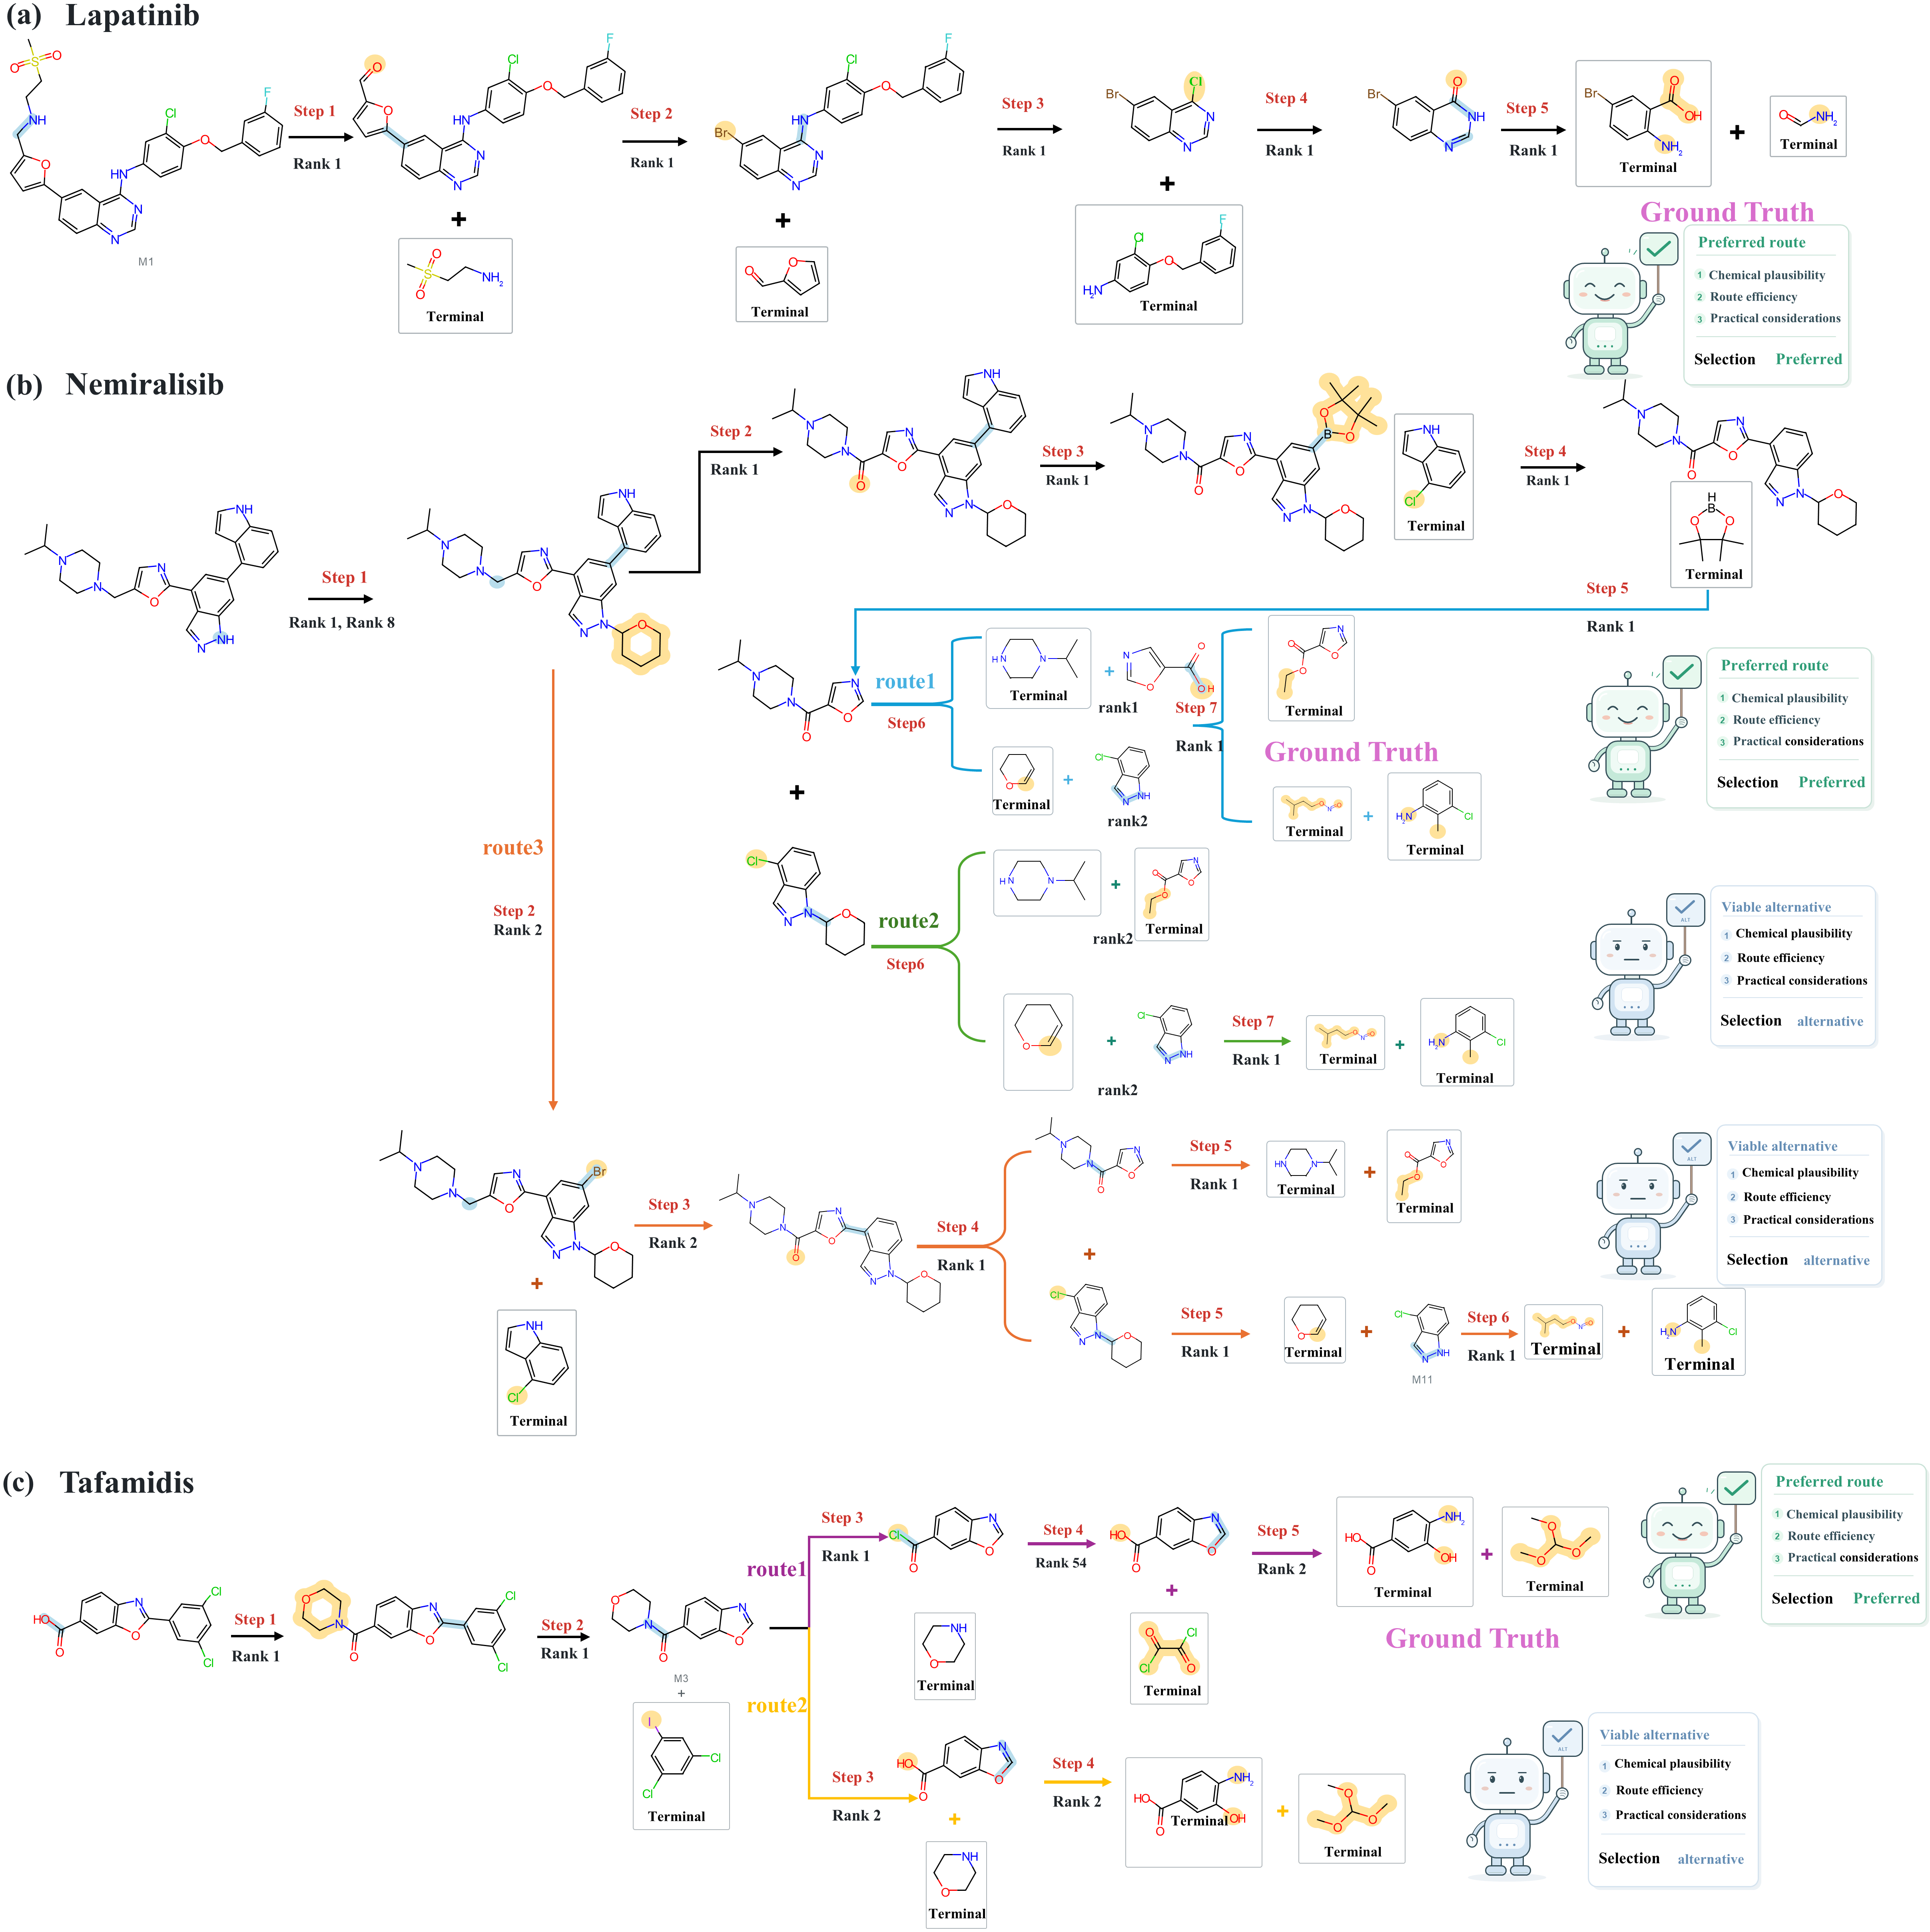 (a) Lapatinib
Step 1
Rank 1
M1
+
Terminal
Step 2
Rank 1
+
Terminal
Step 3
Rank 1
+
Terminal
Step 4
Rank 1
Step 5
Rank 1
Terminal
+
Terminal
Ground Truth
Preferred route
1 Chemical plausibility
2 Route efficiency
3 Practical considerations
Selection Preferred
(b) Nemiralisib
Step 1
Rank 1, Rank 8
Step 2
Rank 1
Step 3
Rank 1
Terminal
Step 4
Rank 1
Terminal
Step 5
Rank 1
route1
Step6
Terminal
+
rank1
Step 7
Rank 1
Terminal
Ground Truth
Terminal
+
rank2
Terminal
+
Terminal
Preferred route
1 Chemical plausibility
2 Route efficiency
3 Practical considerations
Selection Preferred
+
route2
Step6
+
rank2
Terminal
+
rank2
Step 7
Rank 1
Terminal
+
Terminal
ALT
Viable alternative
1 Chemical plausibility
2 Route efficiency
3 Practical considerations
Selection alternative
route3
Step 2
Rank 2
+
Terminal
Step 3
Rank 2
Step 4
Rank 1
Step 5
Rank 1
Terminal
+
Terminal
+
Step 5
Rank 1
Terminal
+
M11
Step 6
Rank 1
Terminal
+
Terminal
ALT
Viable alternative
1 Chemical plausibility
2 Route efficiency
3 Practical considerations
Selection alternative
(c) Tafamidis
Step 1
Rank 1
Step 2
Rank 1
M3
+
Terminal
route1
Step 3
Rank 1
Terminal
Step 4
Rank 54
+
Terminal
Step 5
Rank 2
Terminal
+
Terminal
Ground Truth
Preferred route
1 Chemical plausibility
2 Route efficiency
3 Practical considerations
Selection Preferred
route2
Step 3
Rank 2
+
Terminal
Step 4
Rank 2
Terminal
+
Terminal
ALT
Viable alternative
1 Chemical plausibility
2 Route efficiency
3 Practical considerations
Selection alternative